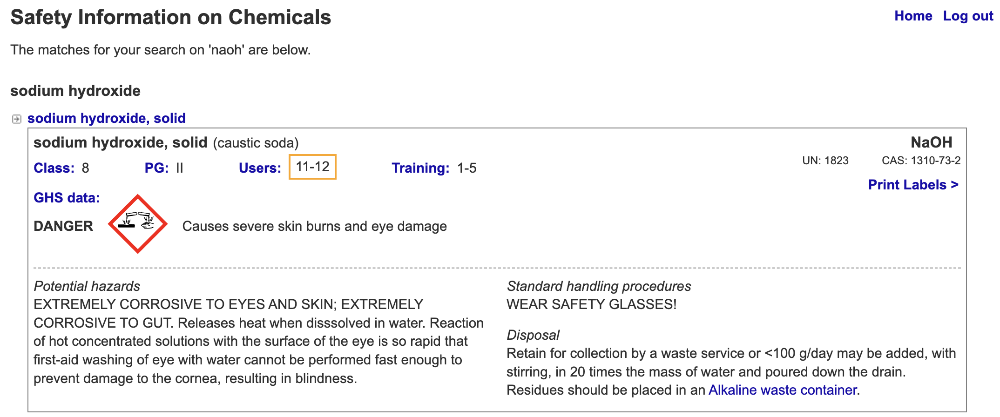 Safety Information on Chemicals
Home Log out
The matches for your search on 'naoh' are below.
sodium hydroxide
sodium hydroxide, solid
sodium hydroxide, solid (caustic soda)
NaOH
Class: 8 PG: II Users: 11-12 Training: 1-5
UN: 1823 CAS: 1310-73-2
Print Labels >
GHS data:
DANGER
Causes severe skin burns and eye damage
Potential hazards
EXTREMELY CORROSIVE TO EYES AND SKIN; EXTREMELY
CORROSIVE TO GUT. Releases heat when disssolved in water. Reaction
of hot concentrated solutions with the surface of the eye is so rapid that
first-aid washing of eye with water cannot be performed fast enough to
prevent damage to the cornea, resulting in blindness.
Standard handling procedures
WEAR SAFETY GLASSES!
Disposal
Retain for collection by a waste service or <100 g/day may be added, with
stirring, in 20 times the mass of water and poured down the drain.
Residues should be placed in an Alkaline waste container.